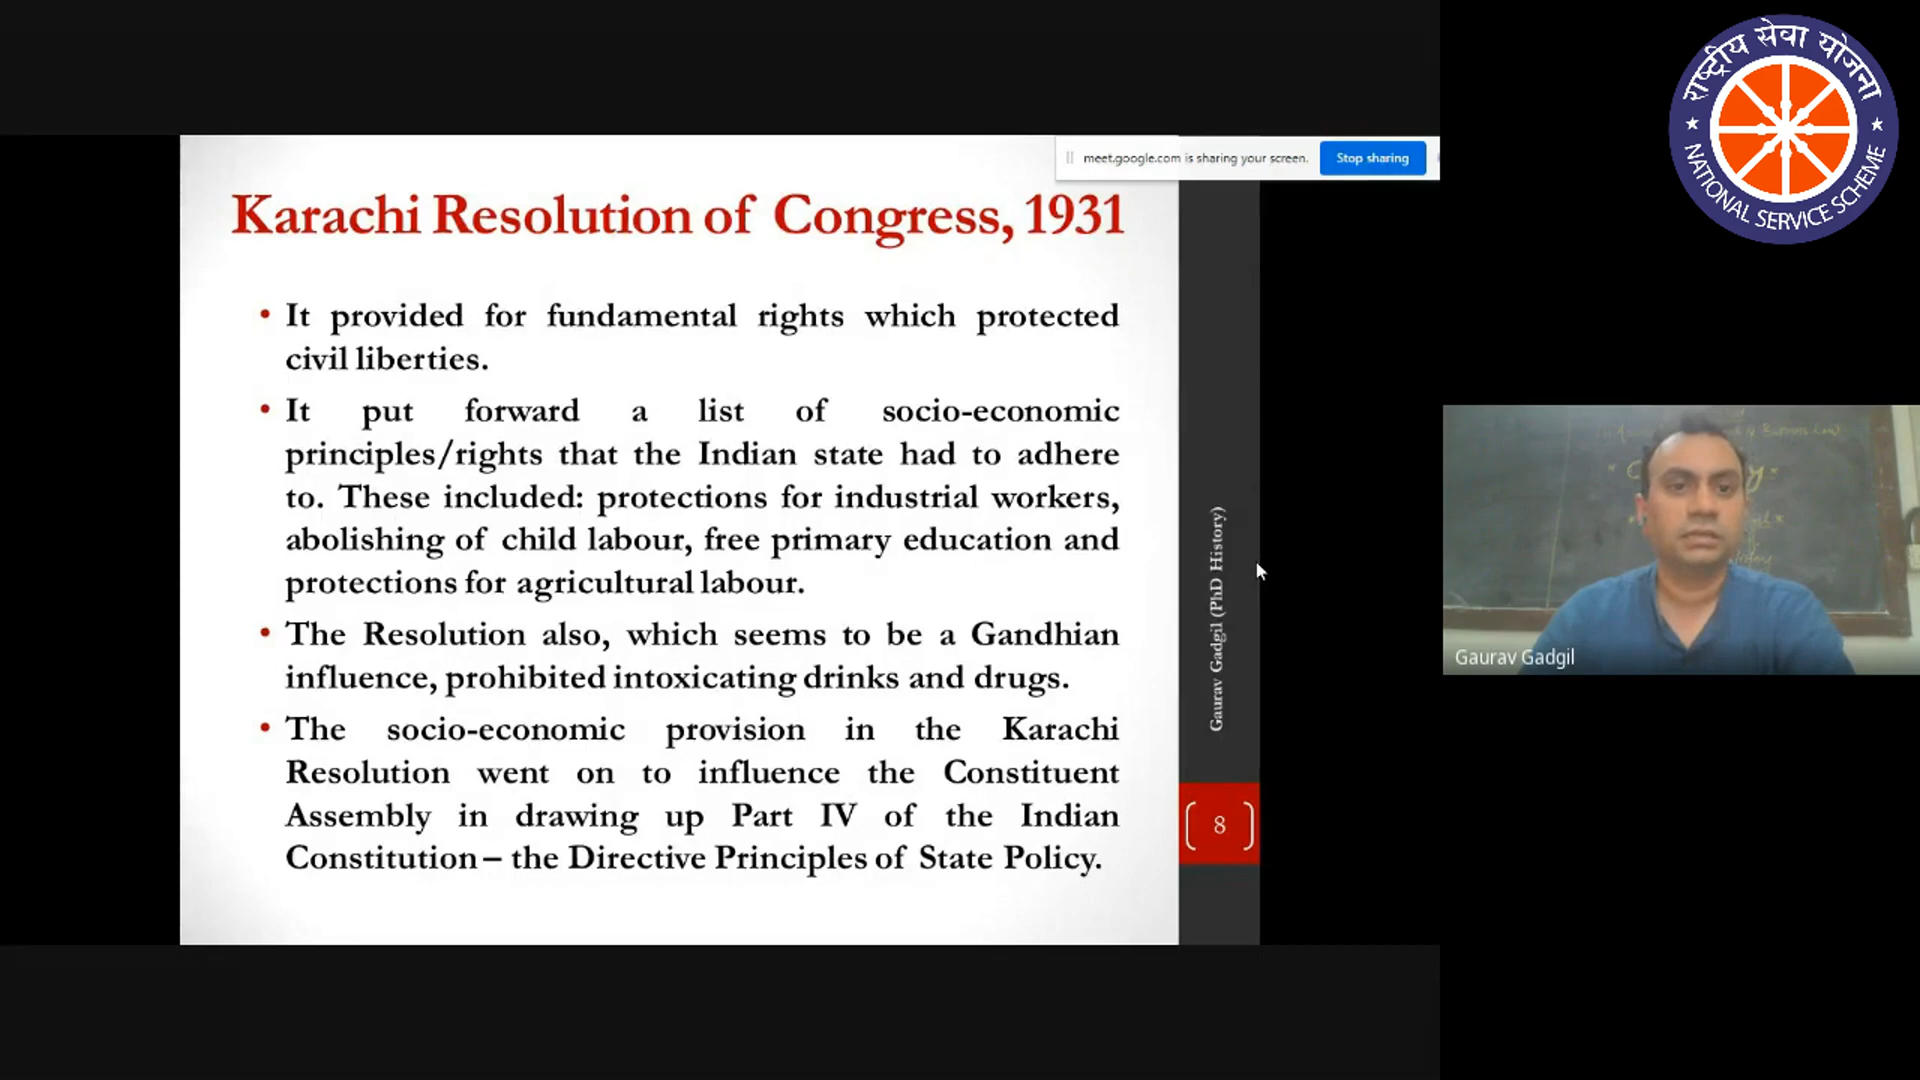 राष्ट्रीय सेवा योजना
NATIONAL SERVICE SCHEME
meet.google.com is sharing your screen.
Stop sharing
Karachi Resolution of Congress, 1931
• It provided for fundamental rights which protected
civil liberties.
• It put forward a list of socio-economic
principles/rights that the Indian state had to adhere
to. These included: protections for industrial workers,
abolishing of child labour, free primary education and
protections for agricultural labour.
• The Resolution also, which seems to be a Gandhian
influence, prohibited intoxicating drinks and drugs.
• The socio-economic provision in the Karachi
Resolution went on to influence the Constituent
Assembly in drawing up Part IV of the Indian
Constitution – the Directive Principles of State Policy.
Gaurav Gadgil (PhD History)
8
Gaurav Gadgil